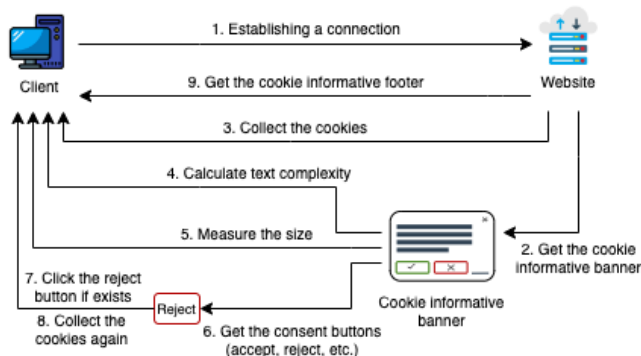 1. Establishing a connection
Client
Website
9. Get the cookie informative footer
3. Collect the cookies
4. Calculate text complexity
5. Measure the size
2. Get the cookie
informative banner
7. Click the reject
button if exists
Reject
8. Collect the
cookies again
Cookie informative
banner
6. Get the consent buttons
(accept, reject, etc.)